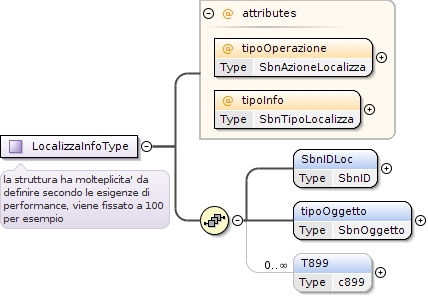 @ attributes
@ tipoOperazione
Type SbnAzioneLocalizza
@ tipoInfo
Type SbnTipoLocalizza
LocalizzaInfoType
la struttura ha molteplicita' da
definire secondo le esigenze di
performance, viene fissato a 100
per esempio
SbnIDLoc
Type SbnID
tipoOggetto
Type SbnOggetto
0..∞
T899
Type c899